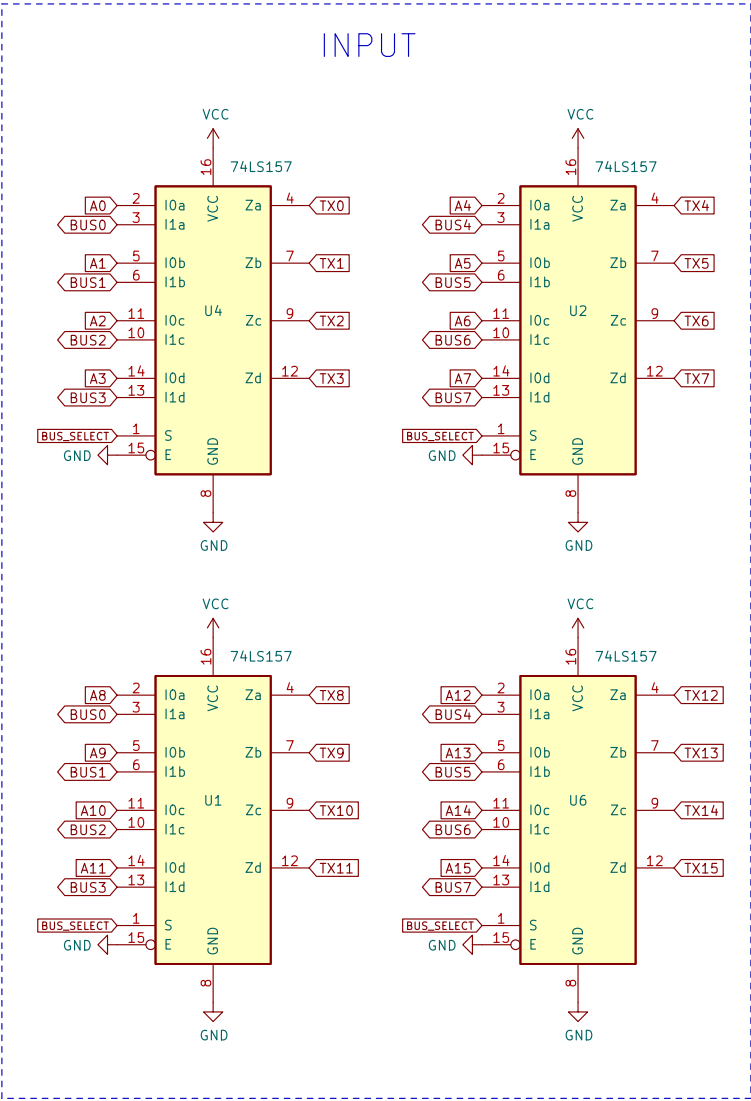 INPUT
VCC VCC
16 74LS157 16 74LS157
A0 2 I0a VCC Za 4 TX0 A4 2 I0a VCC Za 4 TX4
BUS0 3 I1a BUS4 3 I1a
A1 5 I0b Zb 7 TX1 A5 5 I0b Zb 7 TX5
BUS1 6 I1b BUS5 6 I1b
U4 U2
A2 11 I0c Zc 9 TX2 A6 11 I0c Zc 9 TX6
BUS2 10 I1c BUS6 10 I1c
A3 14 I0d Zd 12 TX3 A7 14 I0d Zd 12 TX7
BUS3 13 I1d BUS7 13 I1d
BUS_SELECT 1 S BUS_SELECT 1 S
GND 15 E GND GND 15 E GND
8 8
GND GND
VCC VCC
16 74LS157 16 74LS157
A8 2 I0a VCC Za 4 TX8 A12 2 I0a VCC Za 4 TX12
BUS0 3 I1a BUS4 3 I1a
A9 5 I0b Zb 7 TX9 A13 5 I0b Zb 7 TX13
BUS1 6 I1b BUS5 6 I1b
U1 U6
A10 11 I0c Zc 9 TX10 A14 11 I0c Zc 9 TX14
BUS2 10 I1c BUS6 10 I1c
A11 14 I0d Zd 12 TX11 A15 14 I0d Zd 12 TX15
BUS3 13 I1d BUS7 13 I1d
BUS_SELECT 1 S BUS_SELECT 1 S
GND 15 E GND GND 15 E GND
8 8
GND GND